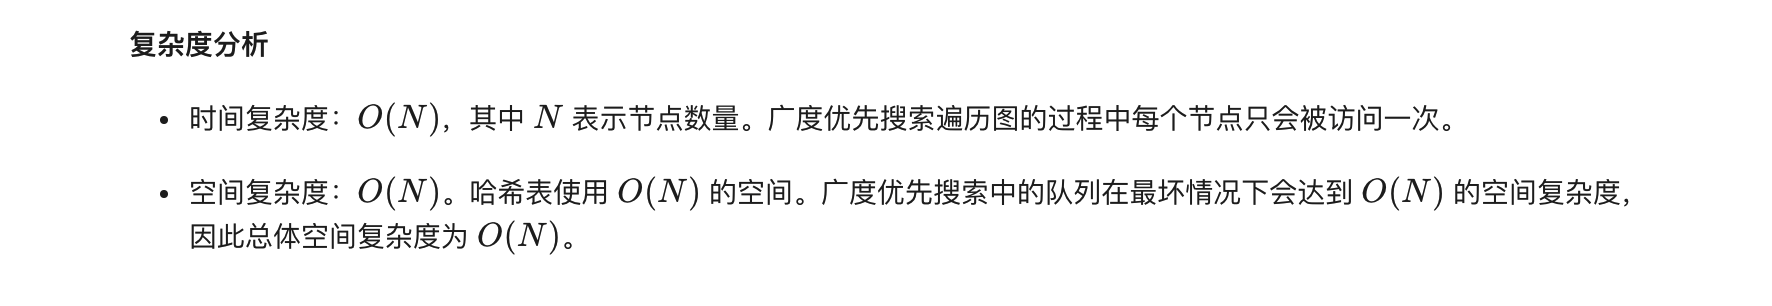 复杂度分析
• 时间复杂度：O(N)，其中 N 表示节点数量。广度优先搜索遍历图的过程中每个节点只会被访问一次。
• 空间复杂度：O(N)。哈希表使用 O(N) 的空间。广度优先搜索中的队列在最坏情况下会达到 O(N) 的空间复杂度，
因此总体空间复杂度为 O(N)。